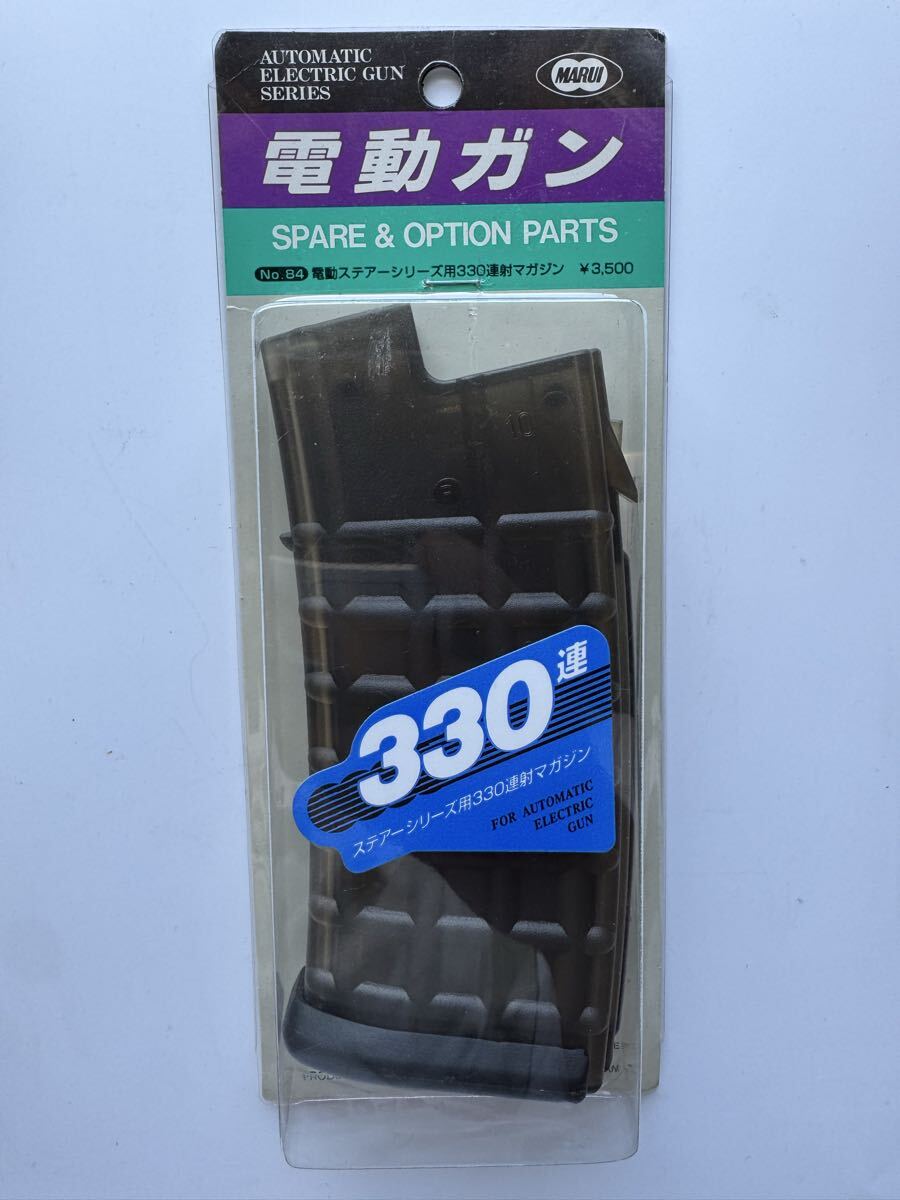 AUTOMATIC
ELECTRIC GUN
SERIES
MARUI
電動ガン
SPARE & OPTION PARTS
No.84 電動ステアーシリーズ用330連射マガジン ¥3,500
10
330連
ステアーシリーズ用330連射マガジン
FOR AUTOMATIC
ELECTRIC
GUN